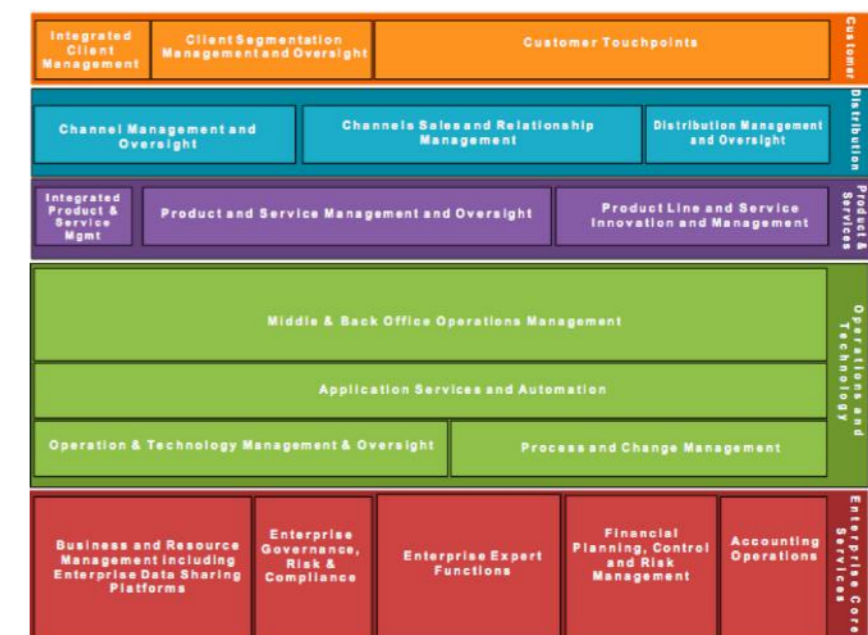 Integrated
Client
Management
Client Segmentation
Management and Oversight
Customer Touchpoints
Customer
Channel Management and
Oversight
Channels Sales and Relationship
Management
Distribution Management
and Oversight
Distribution
Integrated
Product &
Service
Mgmt
Product and Service Management and Oversight
Product Line and Service
Innovation and Management
Product &
Services
Middle & Back Office Operations Management
Application Services and Automation
Operation & Technology Management & Oversight
Process and Change Management
Operations and
Technology
Business and Resource
Management including
Enterprise Data Sharing
Platforms
Enterprise
Governance,
Risk &
Compliance
Enterprise Expert
Functions
Financial
Planning, Control
and Risk
Management
Accounting
Operations
Enterprise Core
Services